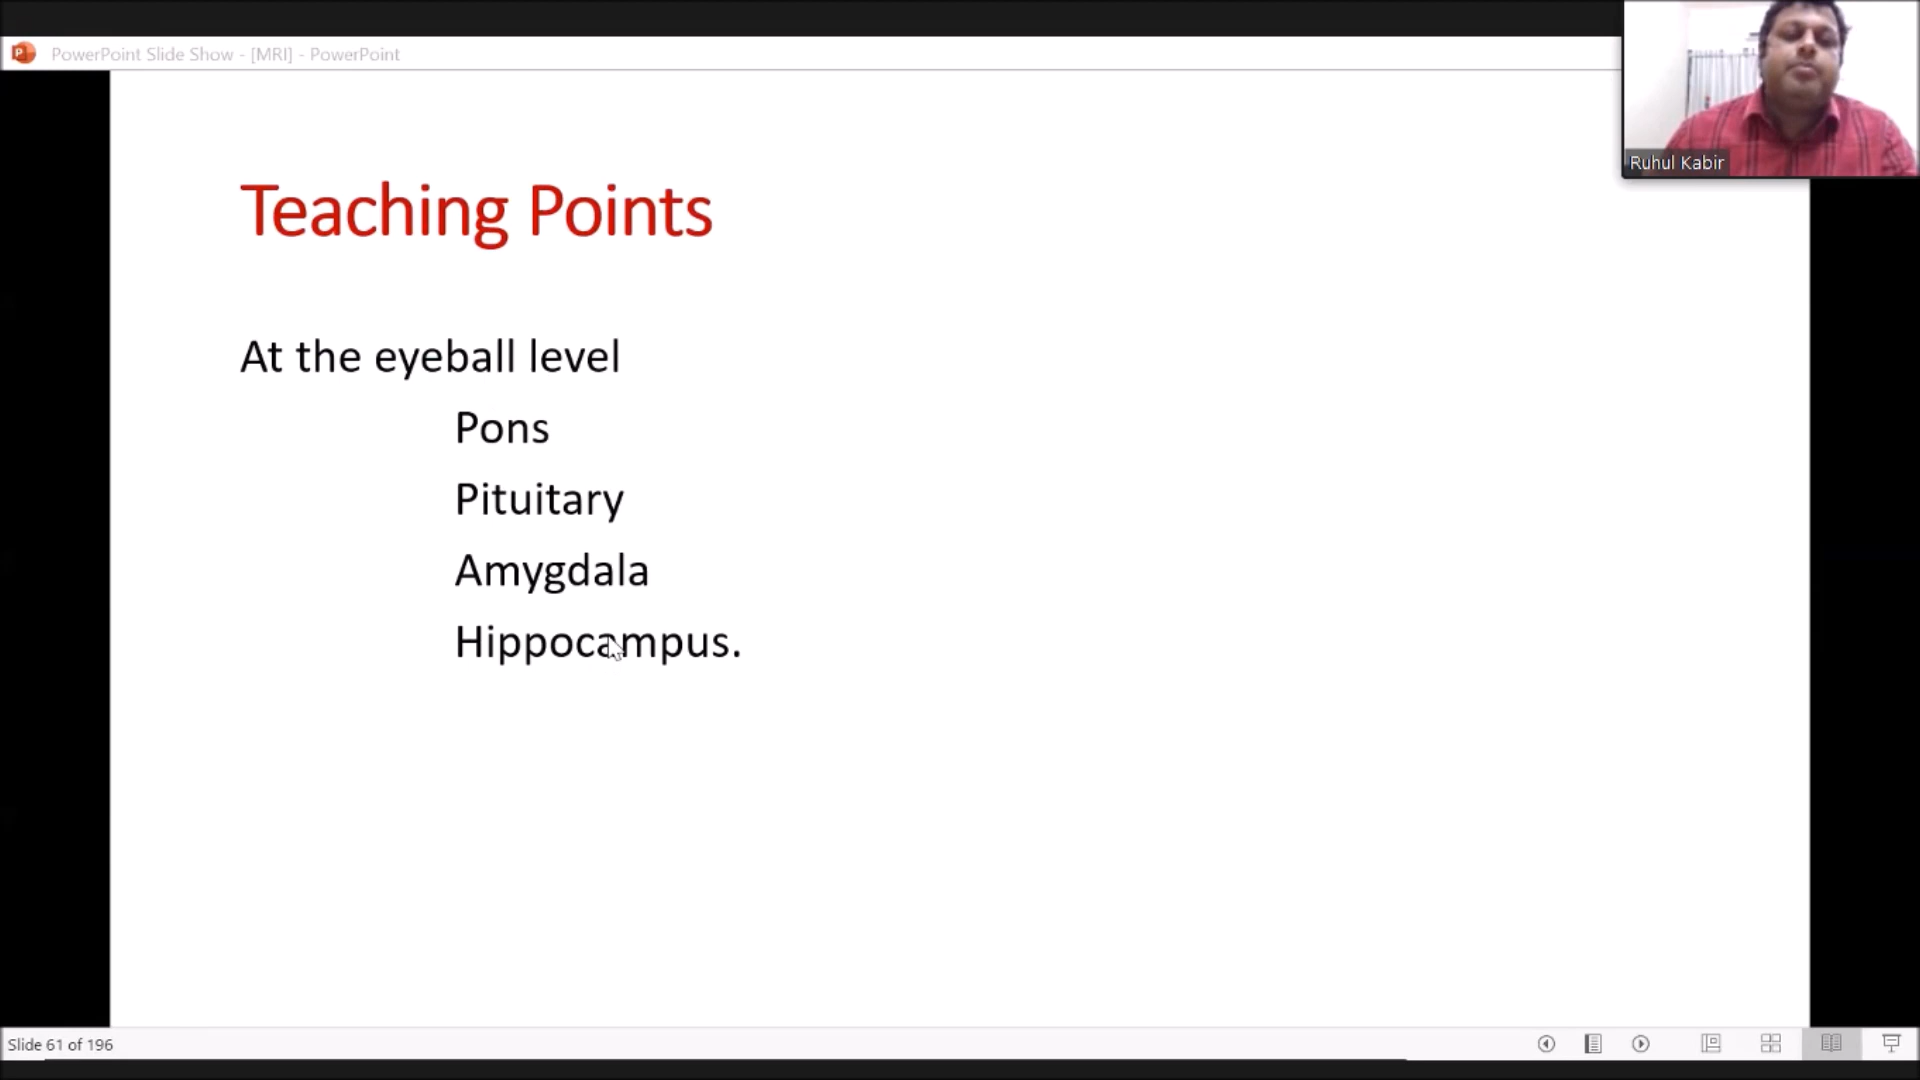 PowerPoint Slide Show - [MRI] - PowerPoint
Ruhul Kabir
Teaching Points
At the eyeball level
Pons
Pituitary
Amygdala
Hippocampus.
Slide 61 of 196